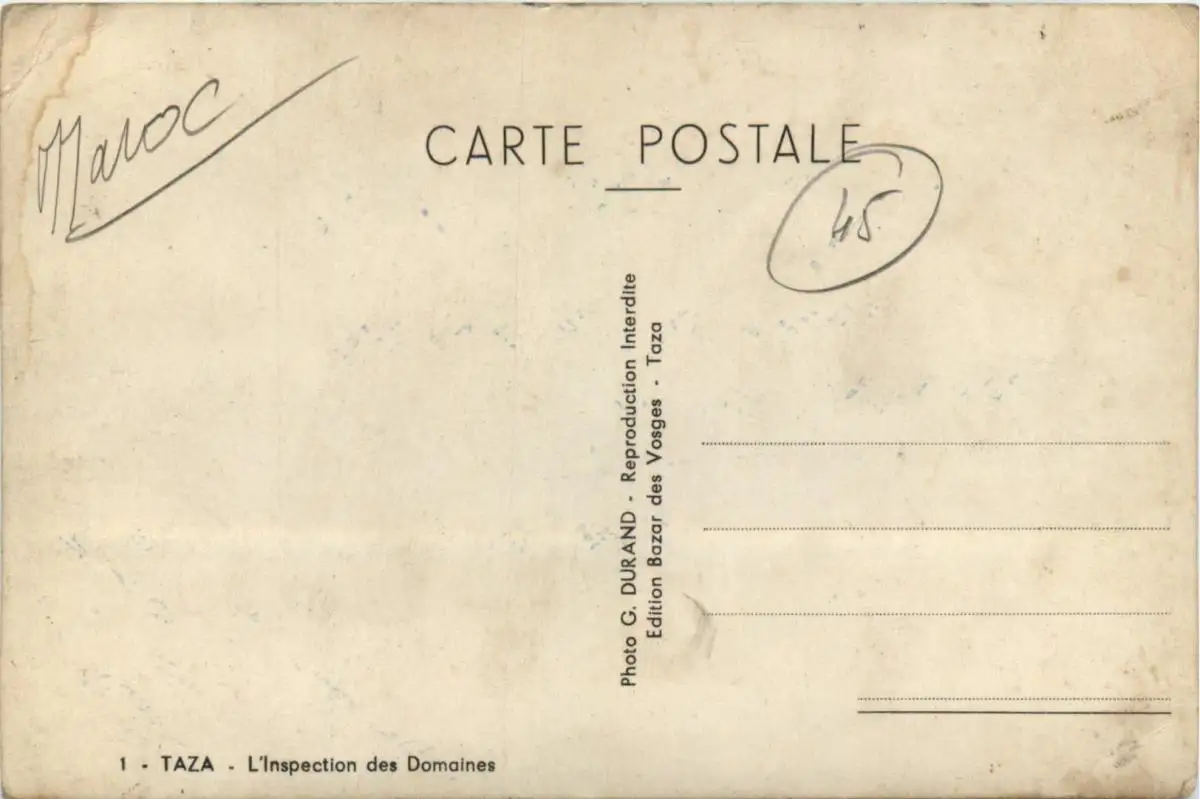 Maroc
CARTE POSTALE
45
Photo G. DURAND - Reproduction Interdite
Edition Bazar des Vosges - Taza
1 - TAZA - L'Inspection des Domaines